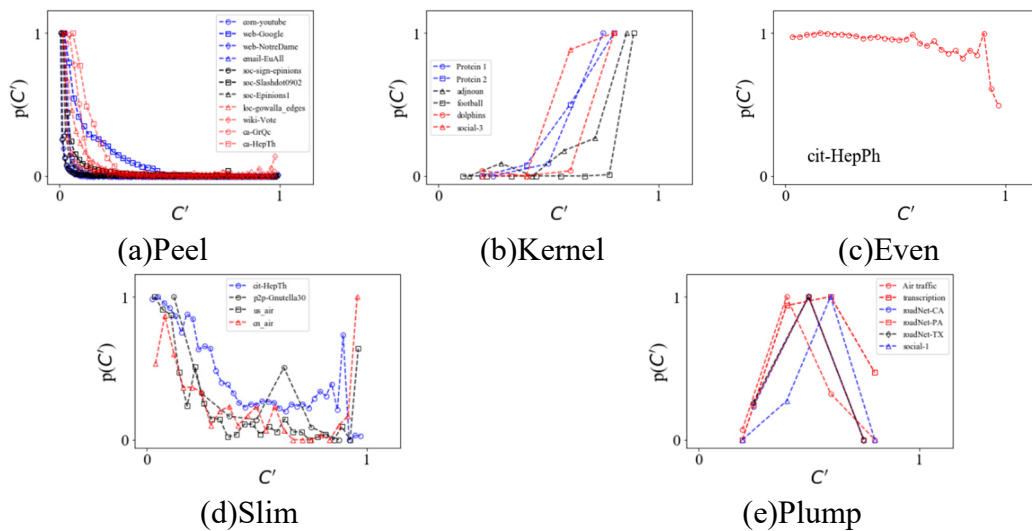 1
p(C′)
0
0
1
C′
com-youtube
web-Google
web-NotreDame
email-EuAll
soc-sign-epinions
soc-Slashdot0902
soc-Epinions1
loc-gowalla_edges
wiki-Vote
ca-GrQc
ca-HepTh
(a)Peel
1
p(C′)
0
0
1
C′
Protein 1
Protein 2
adjnoun
football
dolphins
social-3
(b)Kernel
1
p(C′)
0
0
1
C′
cit-HepPh
(c)Even
1
p(C′)
0
0
1
C′
cit-HepTh
p2p-Gnutella30
us_air
cn_air
(d)Slim
1
p(C′)
0
0
1
C′
Air traffic
transcription
roadNet-CA
roadNet-PA
roadNet-TX
social-1
(e)Plump